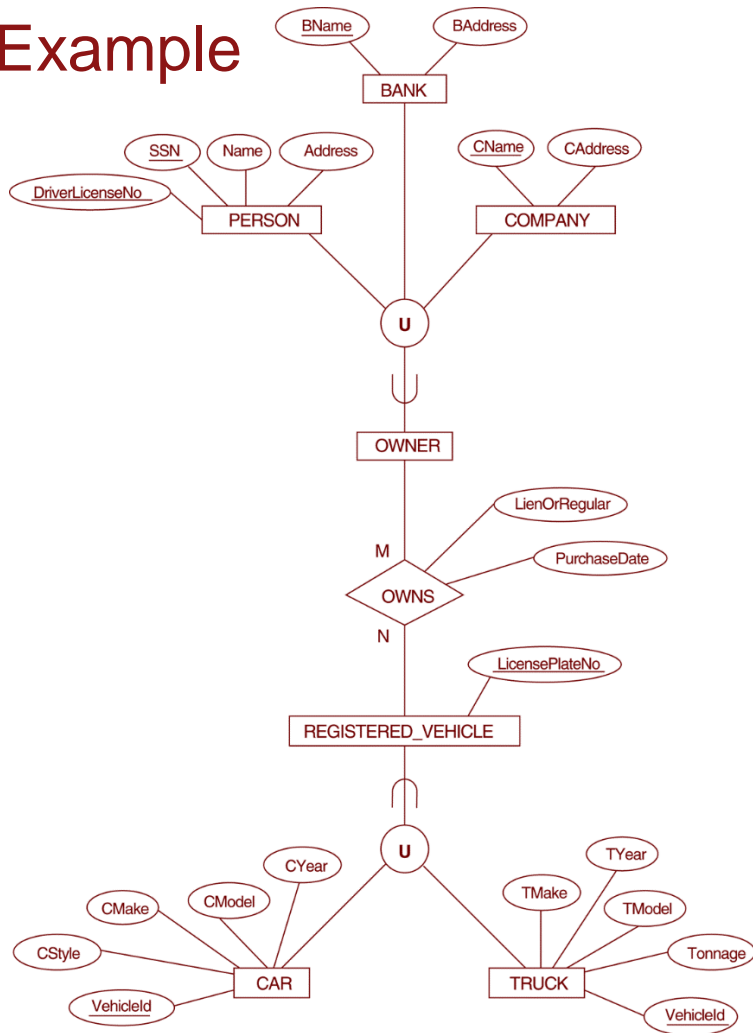 Example
BName
BAddress
BANK
SSN
Name
Address
CName
CAddress
DriverLicenseNo
PERSON
COMPANY
U
OWNER
LienOrRegular
M
PurchaseDate
OWNS
N
LicensePlateNo
REGISTERED_VEHICLE
U
TYear
CYear
TMake
CModel
TModel
CMake
CStyle
Tonnage
CAR
TRUCK
VehicleId
VehicleId